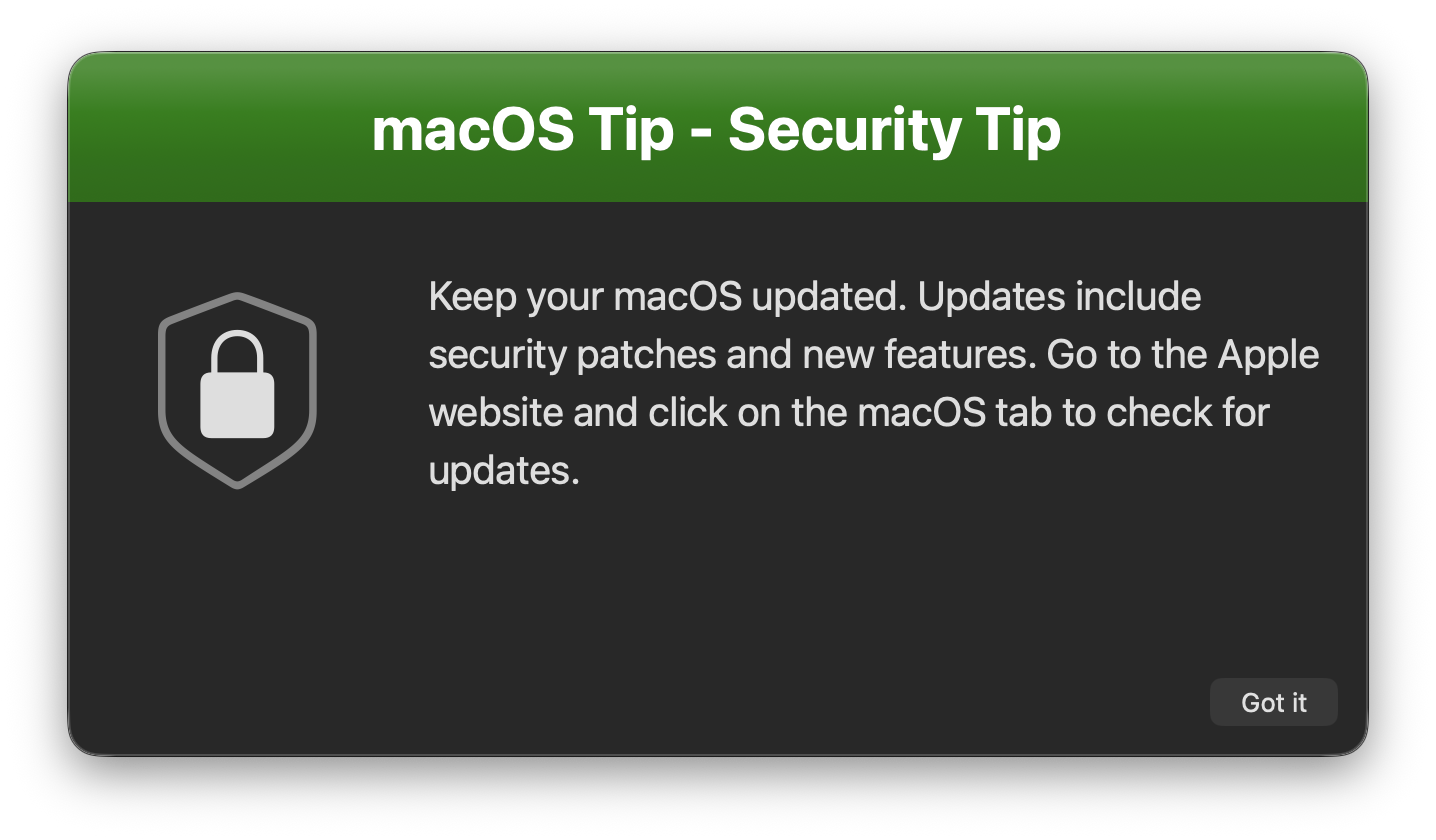 macOS Tip - Security Tip
Keep your macOS updated. Updates include
security patches and new features. Go to the Apple
website and click on the macOS tab to check for
updates.
Got it